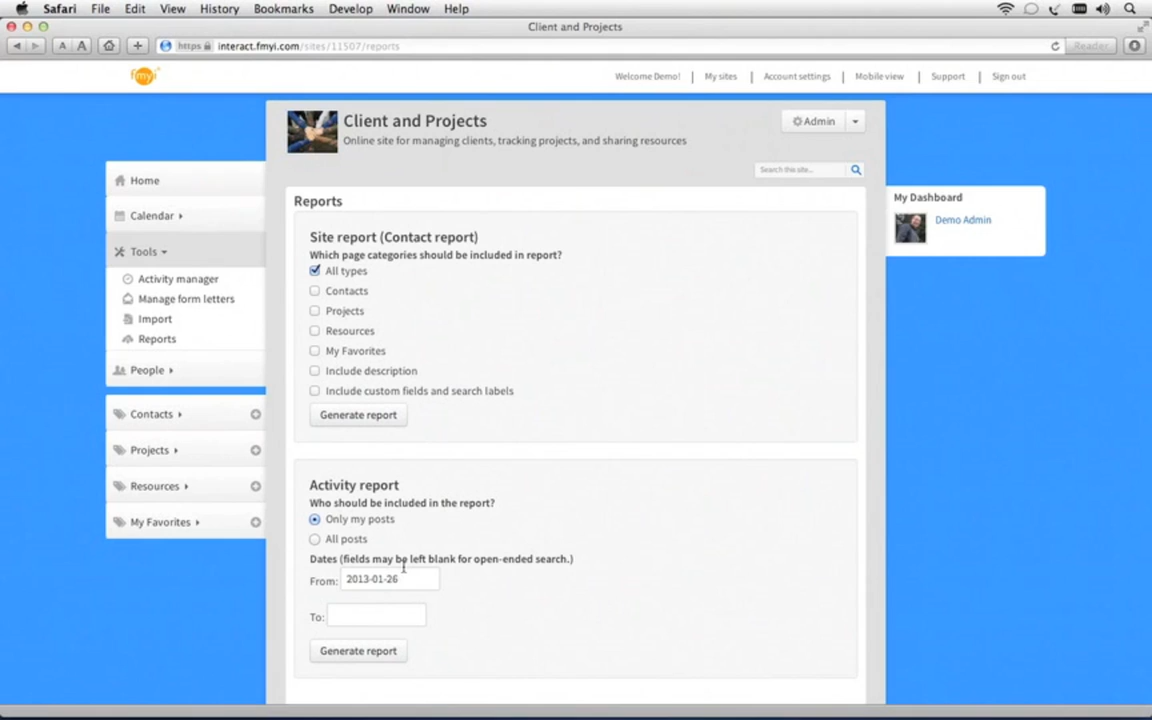 Safari File Edit View History Bookmarks Develop Window Help
Client and Projects
A A https interact.fmyi.com/sites/11507/reports Reader
fmyi
Welcome Demo! | My sites | Account settings | Mobile view | Support | Sign out
Client and Projects
Online site for managing clients, tracking projects, and sharing resources
Admin
Search this site...
Home
Calendar
Tools
Activity manager
Manage form letters
Import
Reports
People
Contacts
Projects
Resources
My Favorites
Reports
Site report (Contact report)
Which page categories should be included in report?
All types
Contacts
Projects
Resources
My Favorites
Include description
Include custom fields and search labels
Generate report
Activity report
Who should be included in the report?
Only my posts
All posts
Dates (fields may be left blank for open-ended search.)
From: 2013-01-26
To:
Generate report
My Dashboard
Demo Admin